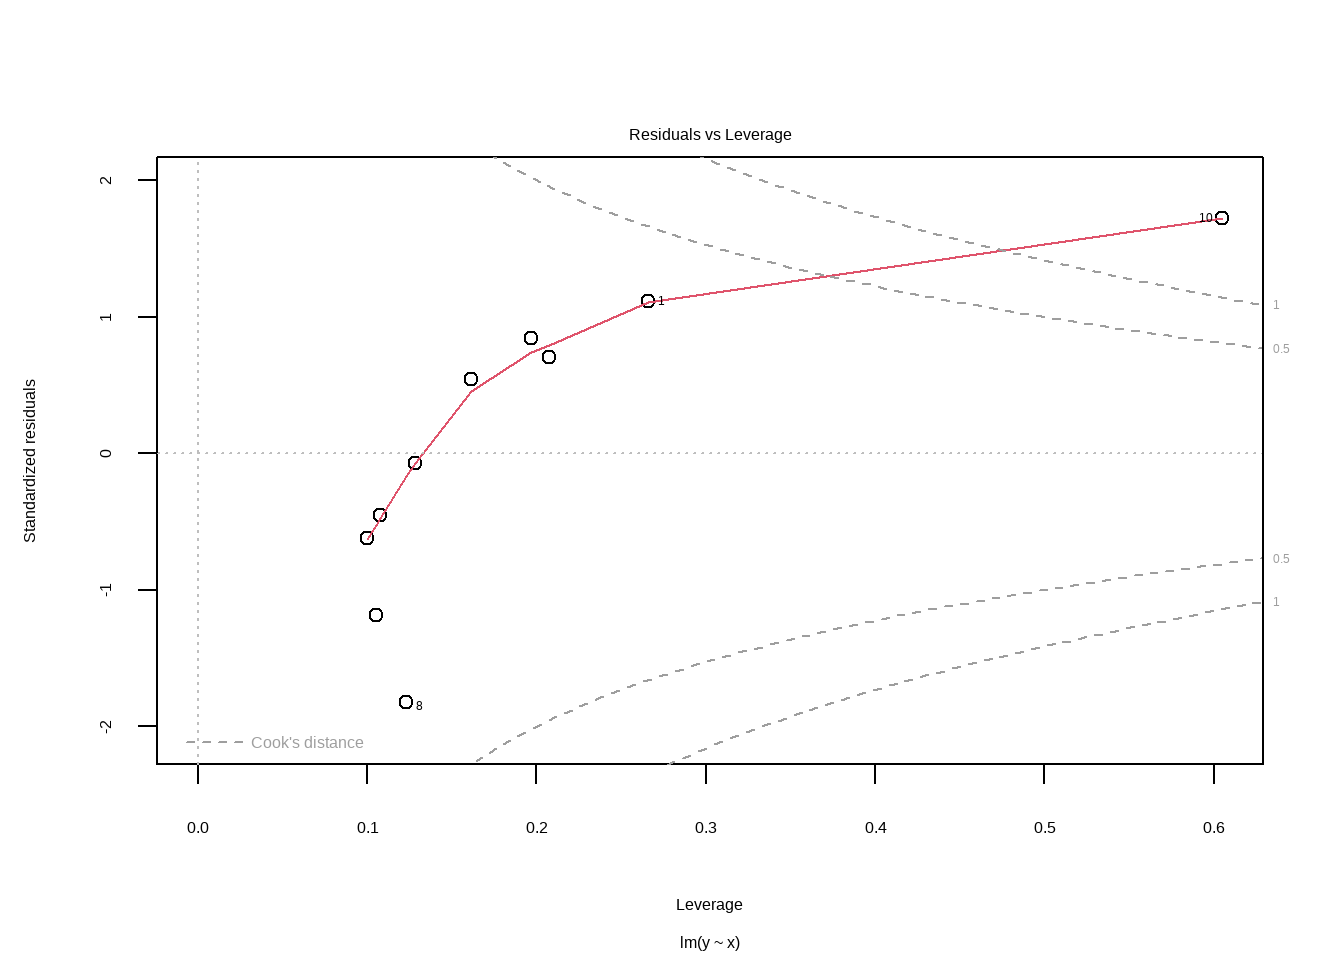 Residuals vs Leverage
Standardized residuals
2
1
0
-1
-2
10
1
8
1
0.5
0.5
1
Cook's distance
0.0 0.1 0.2 0.3 0.4 0.5 0.6
Leverage
lm(y ~ x)